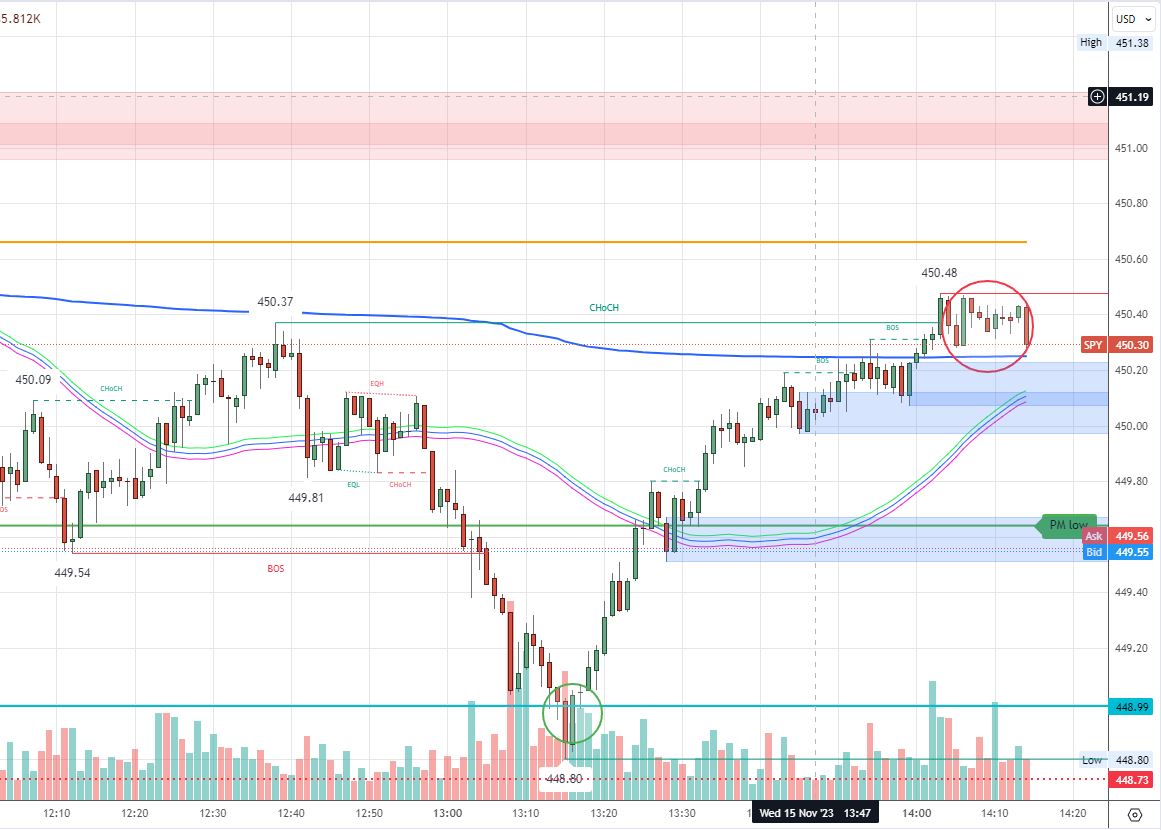 5.812K
USD
High 451.38
451.19
451.00
450.80
450.60
450.48
450.37
CHoCH
450.40
BOS
SPY 450.30
BOS
450.20
450.09
CHoCH
EQH
450.00
449.81
EQL
CHoCH
CHoCH
449.80
OS
PM low
Ask 449.56
Bid 449.55
449.54
BOS
449.40
449.20
448.99
448.80
Low 448.80
448.73
12:10
12:20
12:30
12:40
12:50
13:00
13:10
13:20
13:30
Wed 15 Nov '23 13:47
14:00
14:10
14:20